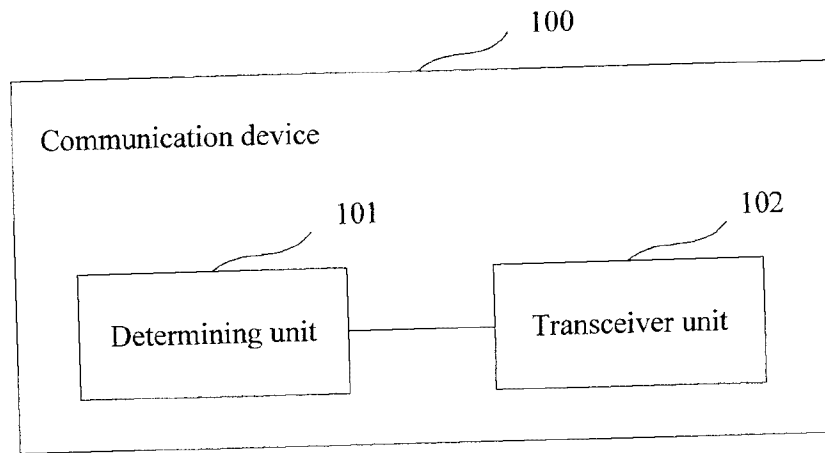 100
Communication device
101
102
Determining unit
Transceiver unit